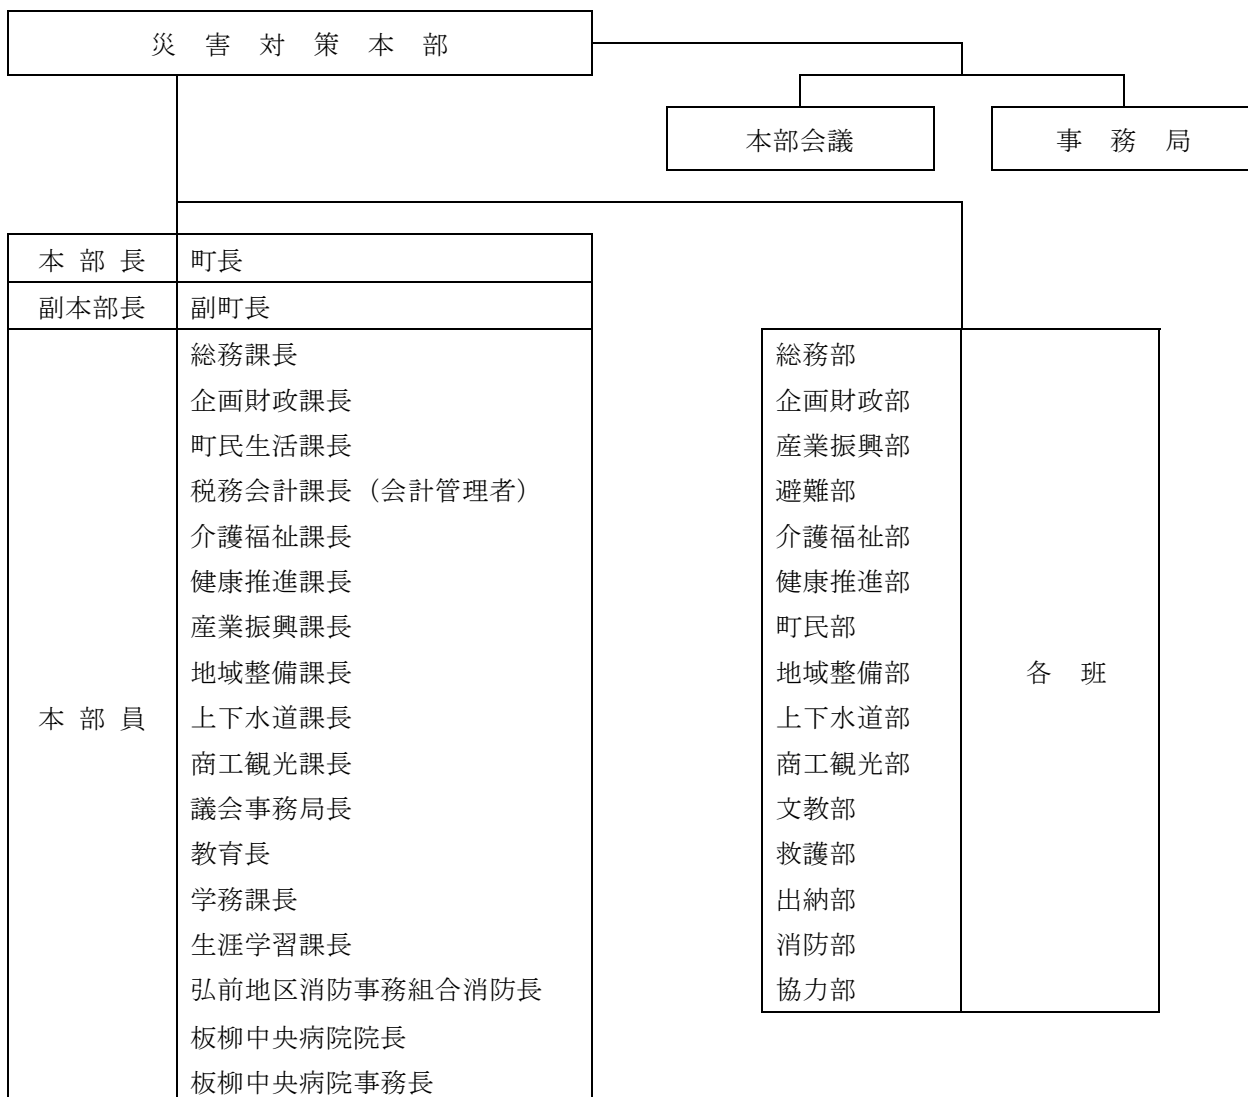 災害対策本部
本部会議
事務局
本部長 町長
副本部長 副町長
本部員
総務課長
企画財政課長
町民生活課長
税務会計課長（会計管理者）
介護福祉課長
健康推進課長
産業振興課長
地域整備課長
上下水道課長
商工観光課長
議会事務局長
教育長
学務課長
生涯学習課長
弘前地区消防事務組合消防長
板柳中央病院院長
板柳中央病院事務長
総務部
企画財政部
産業振興部
避難部
介護福祉部
健康推進部
町民部
地域整備部
上下水道部
商工観光部
文教部
救護部
出納部
消防部
協力部
各班